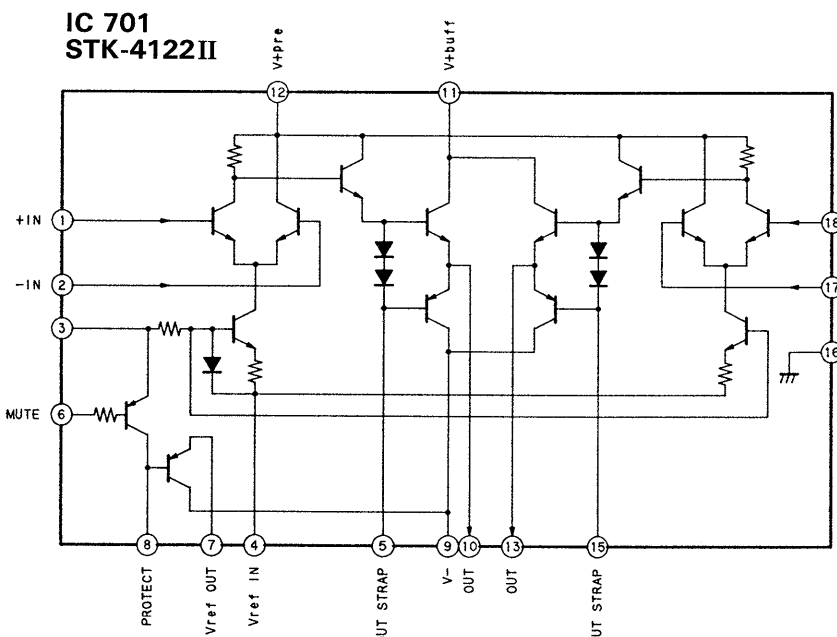 IC 701
STK-4122II
V+pre
V+buff
12
11
+IN 1
18
-IN 2
17
3
16
MUTE 6
8
7
4
5
9
10
13
15
PROTECT
Vref OUT
Vref IN
UT STRAP
V-
OUT
OUT
UT STRAP